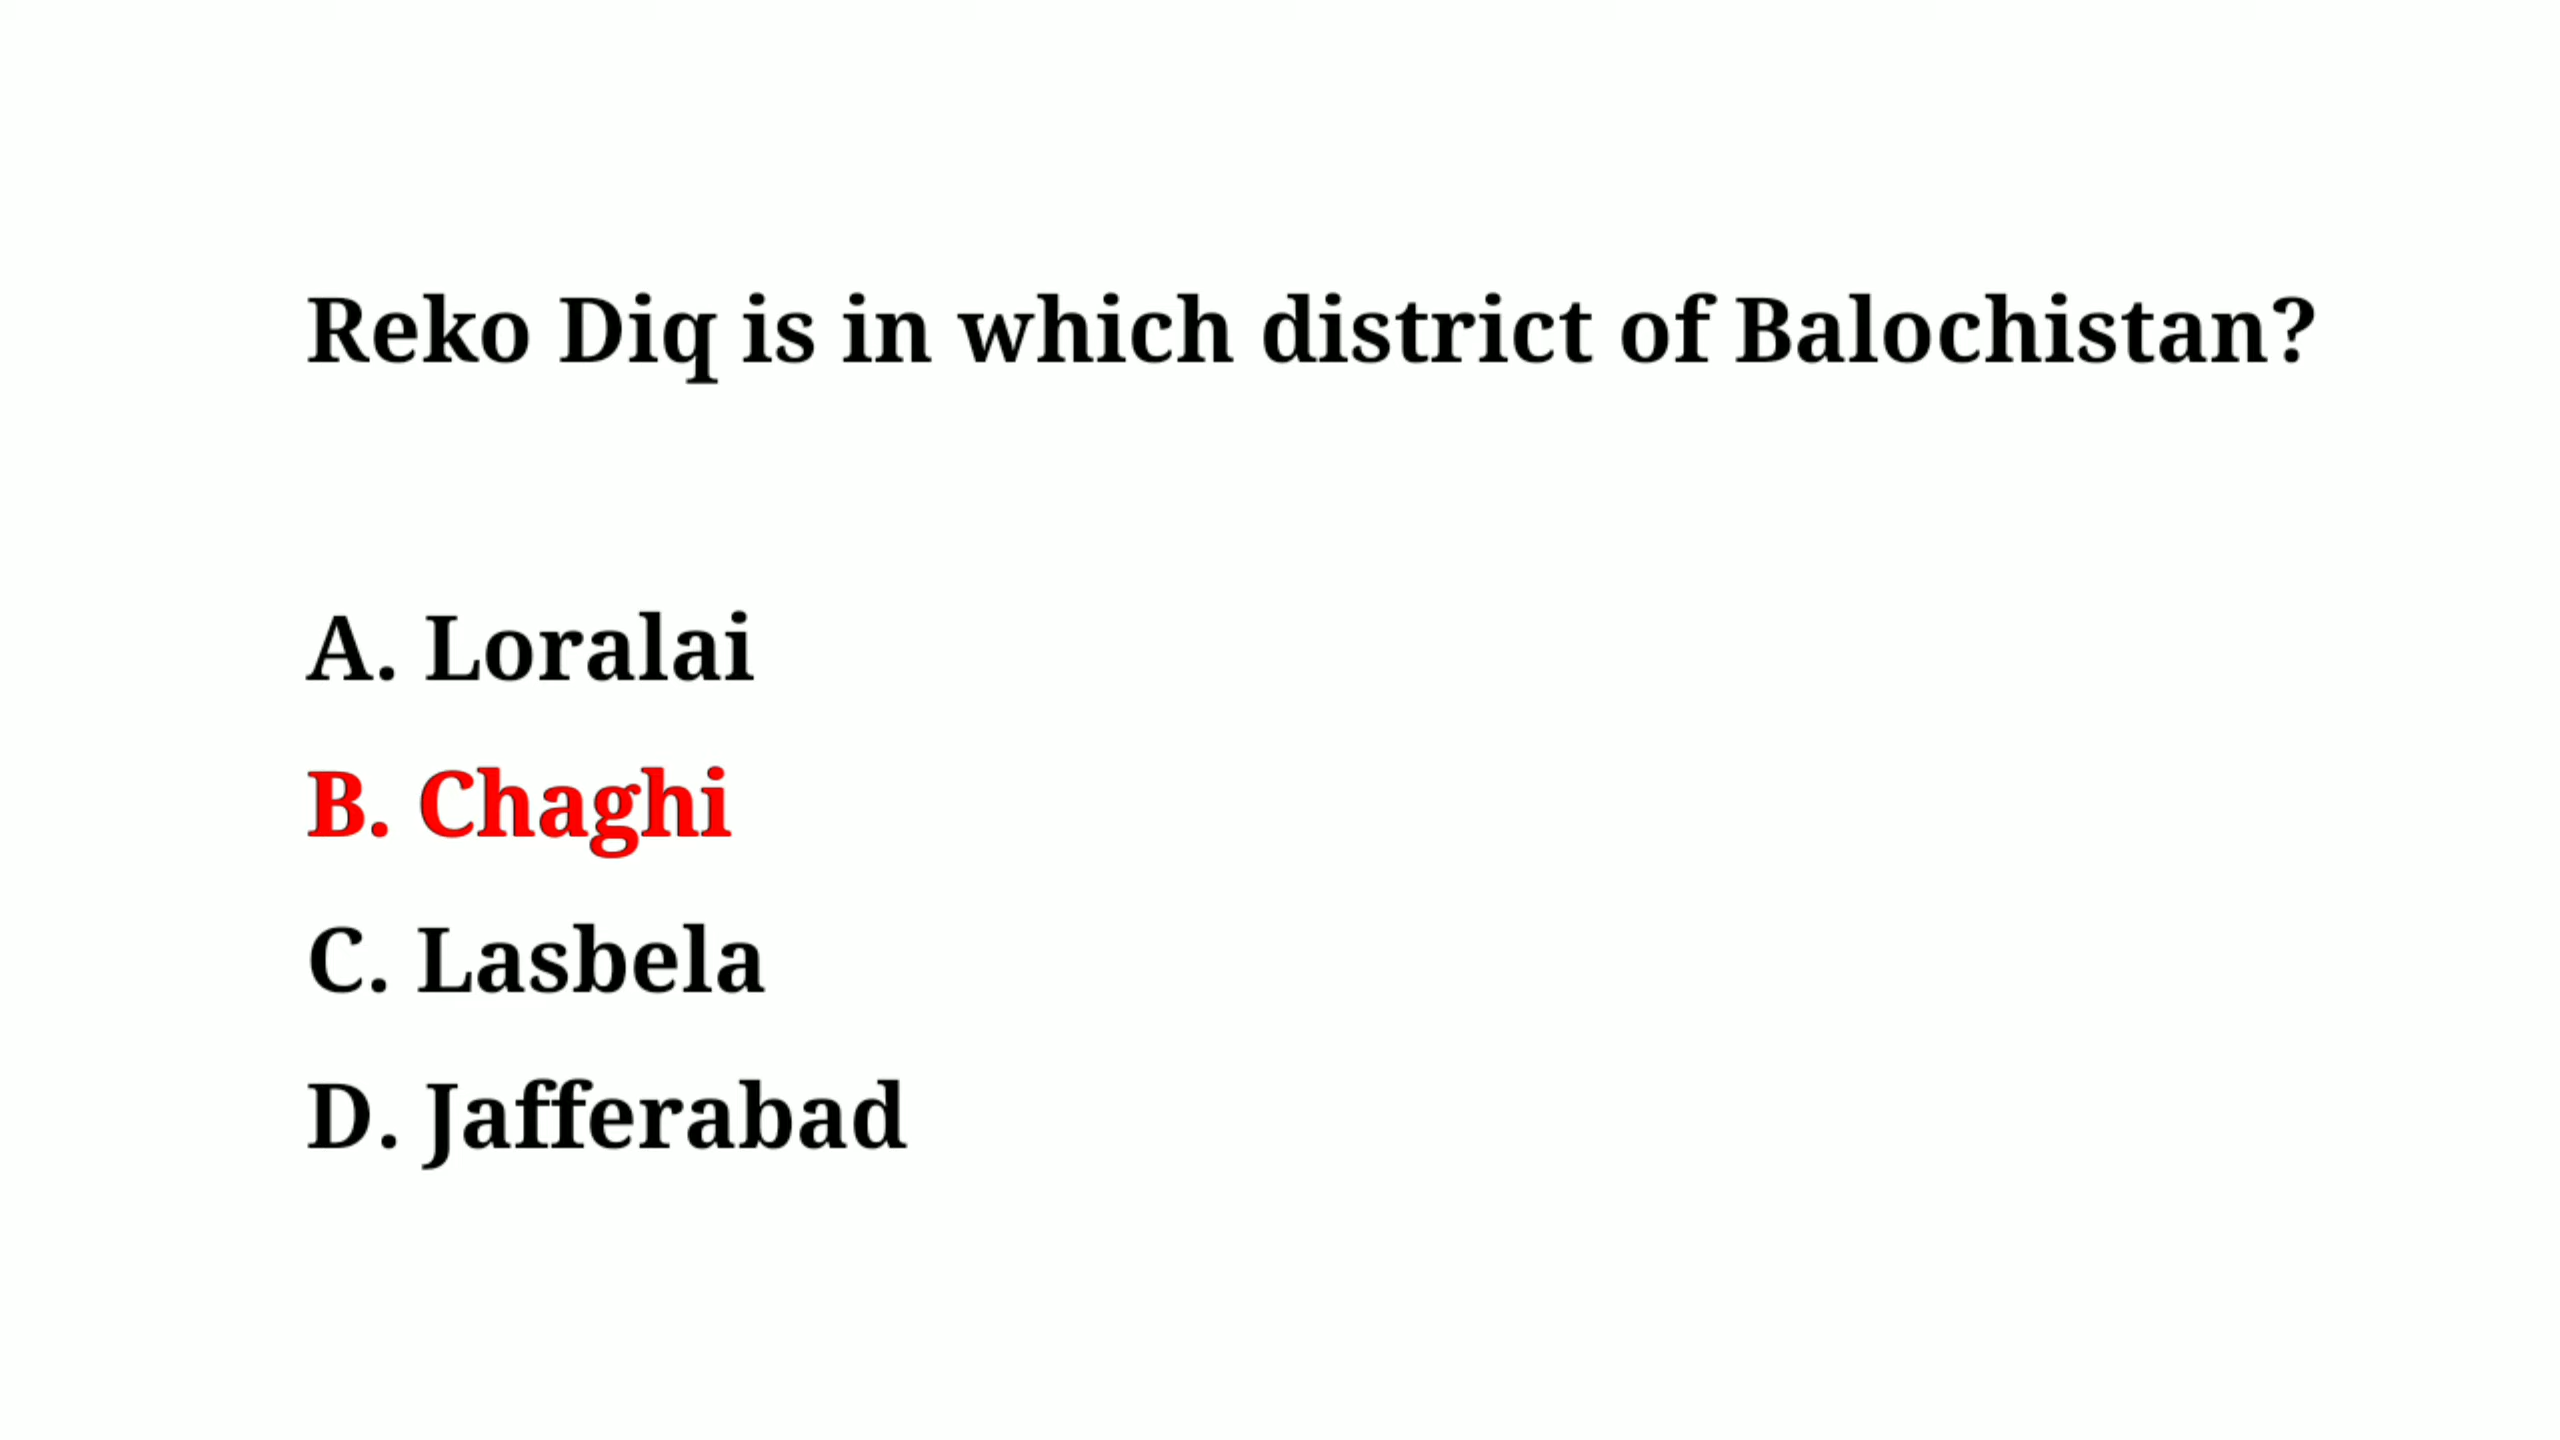 Reko Diq is in which district of Balochistan?
A. Loralai
B. Chaghi
C. Lasbela
D. Jafferabad